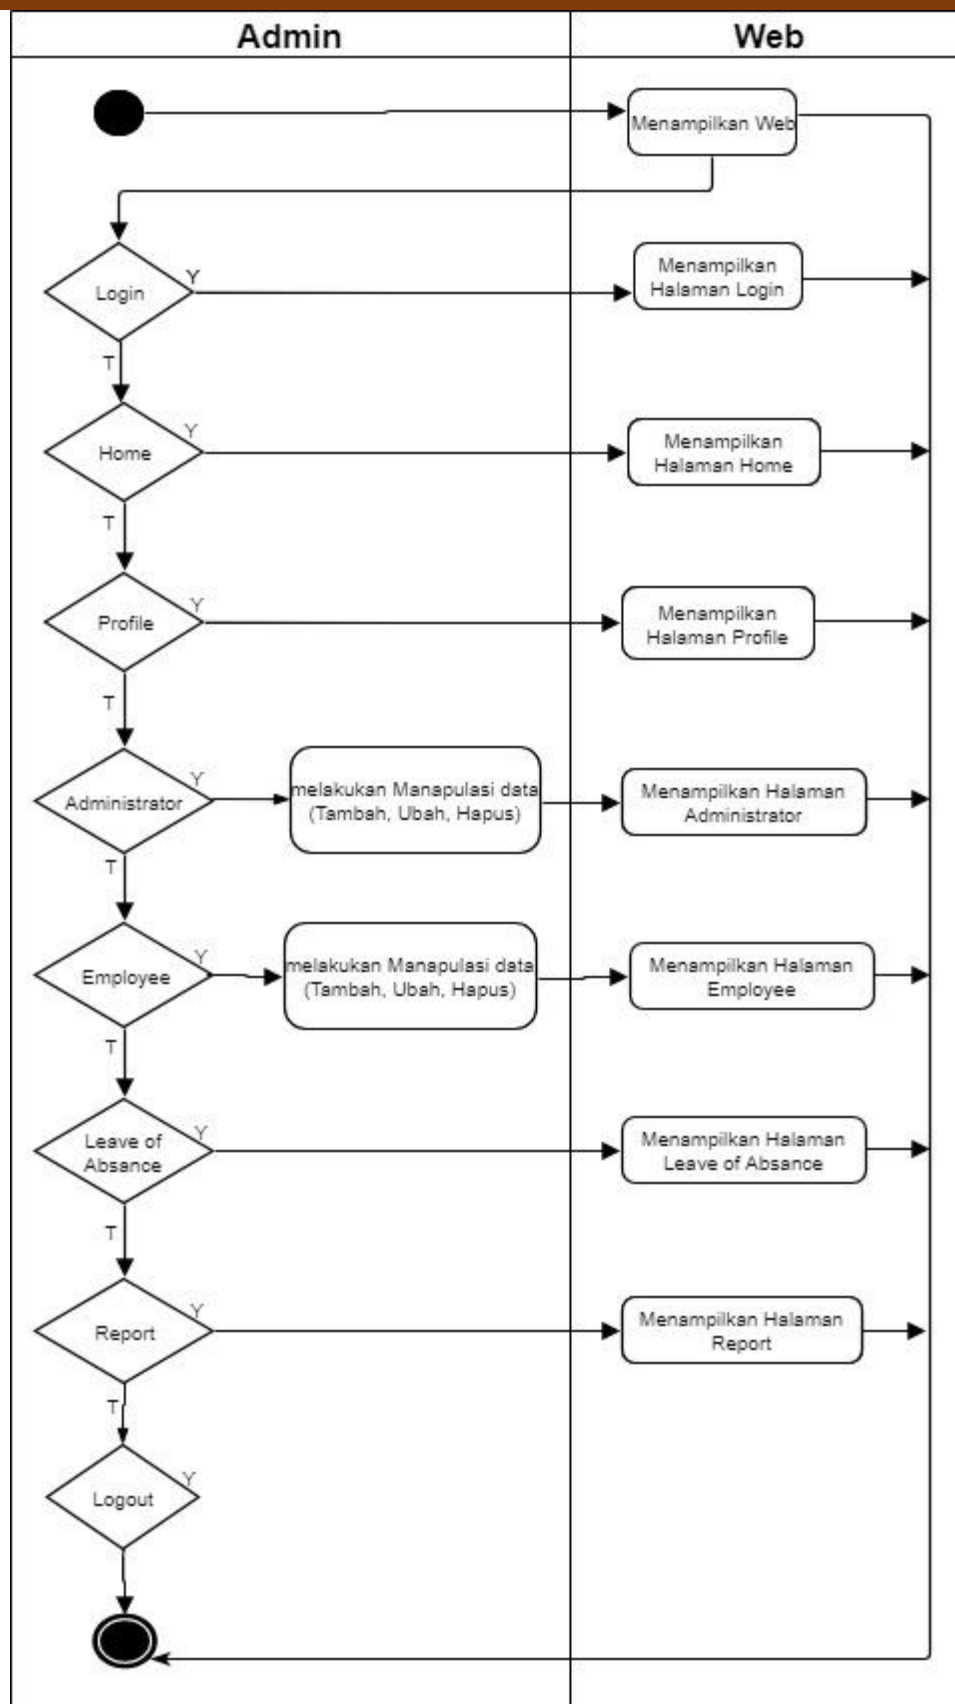 Admin
Web
Menampilkan Web
Login
Y
Menampilkan
Halaman Login
T
Home
Y
Menampilkan
Halaman Home
T
Profile
Y
Menampilkan
Halaman Profile
T
Administrator
Y
melakukan Manapulasi data
(Tambah, Ubah, Hapus)
Menampilkan Halaman
Administrator
T
Employee
Y
melakukan Manapulasi data
(Tambah, Ubah, Hapus)
Menampilkan Halaman
Employee
T
Leave of
Absance
Y
Menampilkan Halaman
Leave of Absance
T
Report
Y
Menampilkan Halaman
Report
T
Logout
Y